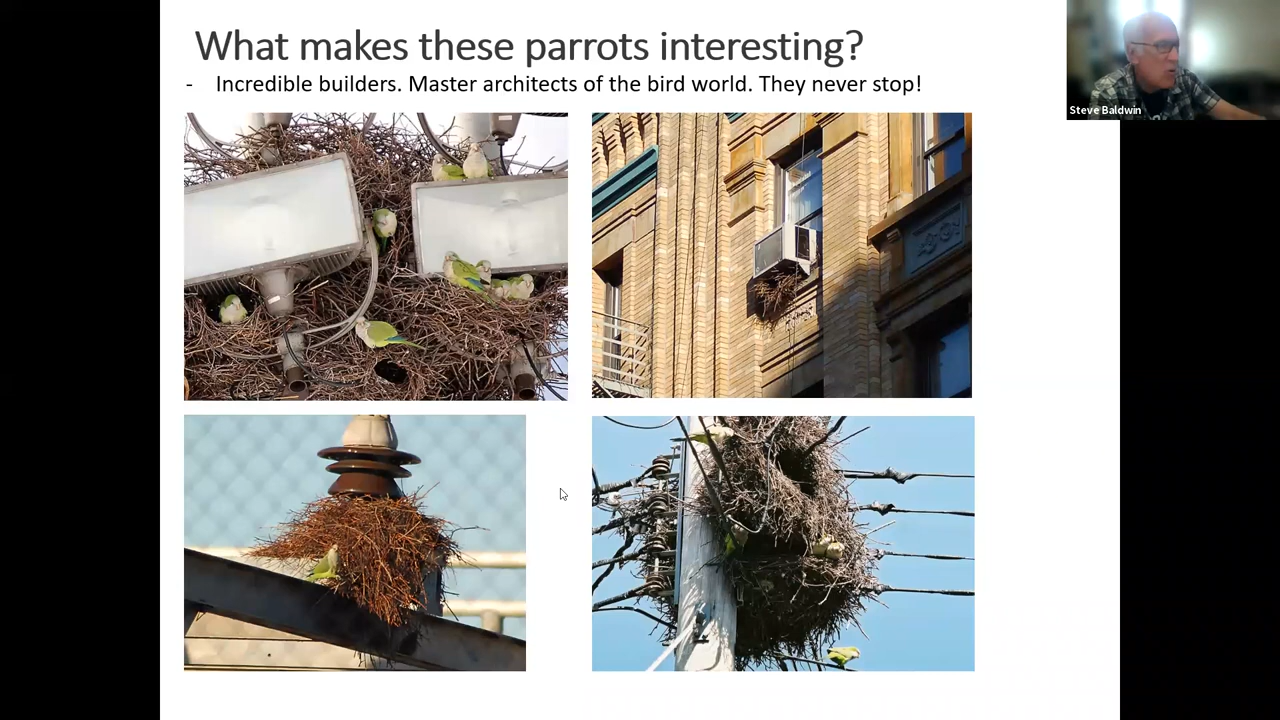 What makes these parrots interesting?
- Incredible builders. Master architects of the bird world. They never stop!
Steve Baldwin